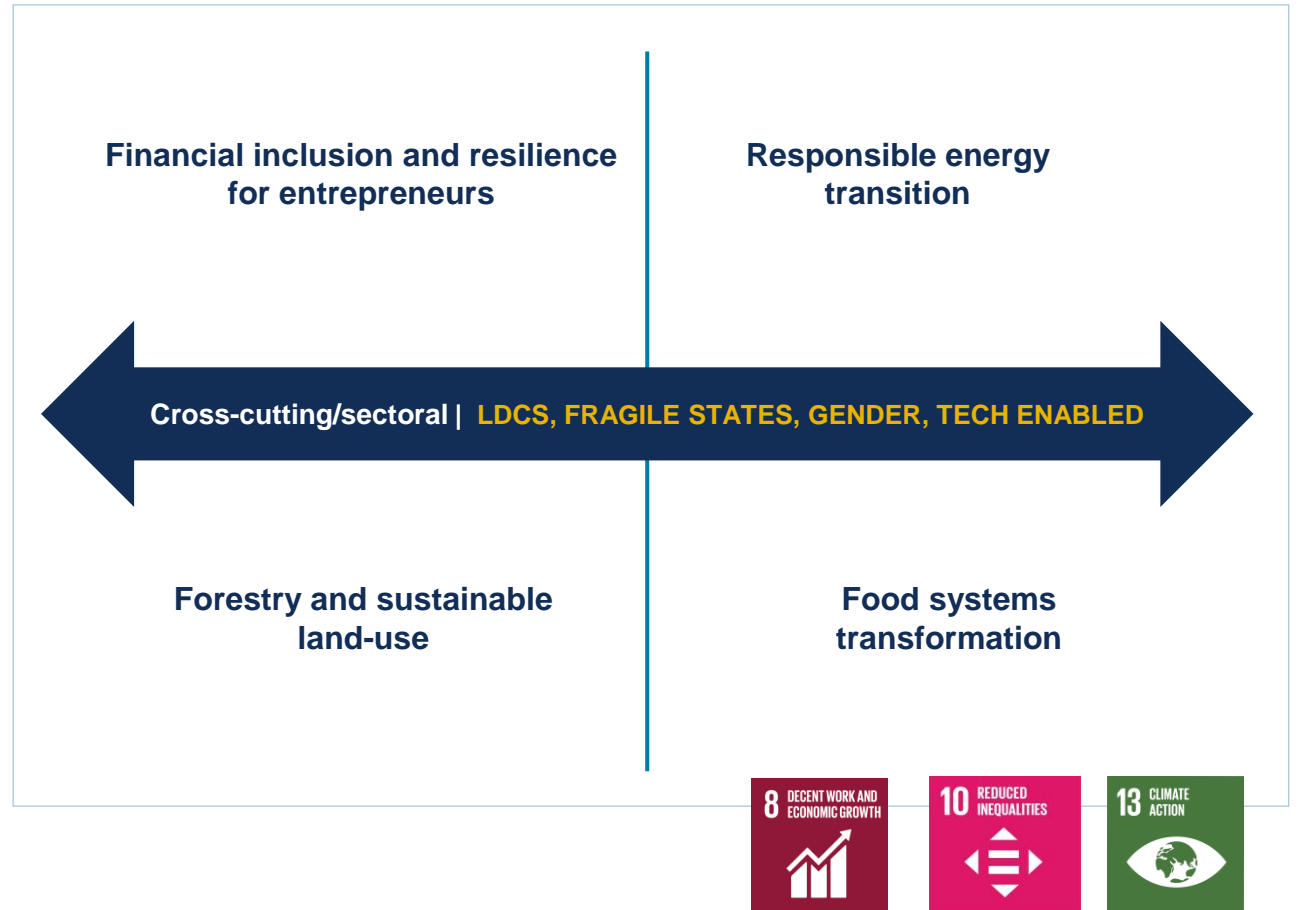 Financial inclusion and resilience
for entrepreneurs
Responsible energy
transition
Cross-cutting/sectoral | LDCS, FRAGILE STATES, GENDER, TECH ENABLED
Forestry and sustainable
land-use
Food systems
transformation
8 DECENT WORK AND
ECONOMIC GROWTH
10 REDUCED
INEQUALITIES
13 CLIMATE
ACTION